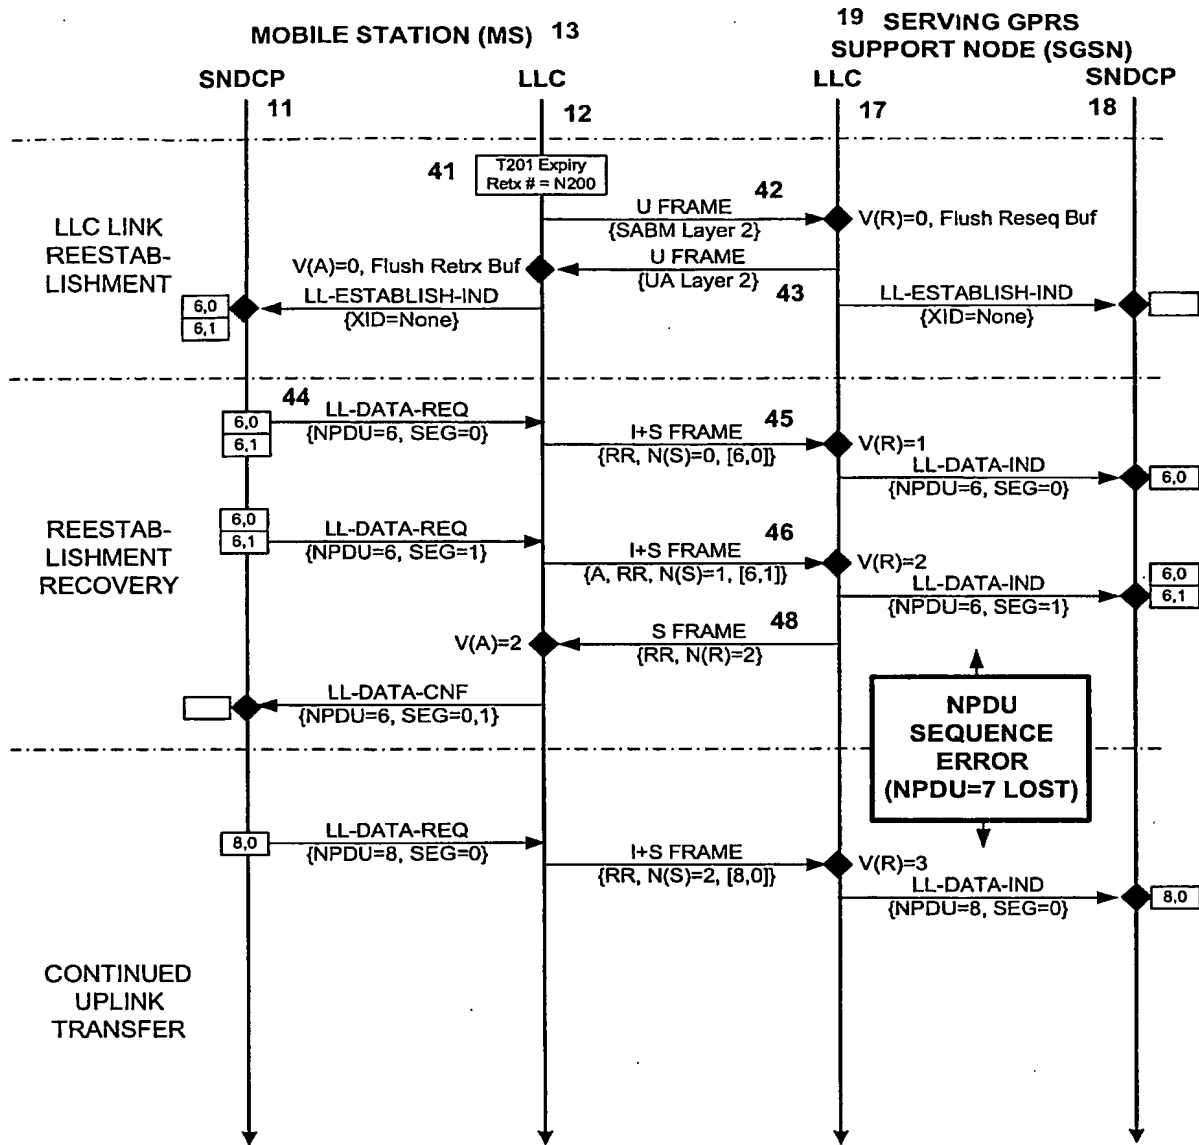 MOBILE STATION (MS) 13
19 SERVING GPRS
SUPPORT NODE (SGSN)
SNDCP
LLC
LLC
SNDCP
11
12
17
18
41
T201 Expiry
Retx # = N200
42
LLC LINK
REESTAB-
LISHMENT
U FRAME
{SABM Layer 2}
V(R)=0, Flush Reseq Buf
V(A)=0, Flush Retrx Buf
U FRAME
{UA Layer 2}
43
6,0
6,1
LL-ESTABLISH-IND
{XID=None}
LL-ESTABLISH-IND
{XID=None}
44
6,0
6,1
LL-DATA-REQ
{NPDU=6, SEG=0}
45
I+S FRAME
{RR, N(S)=0, [6,0]}
V(R)=1
LL-DATA-IND
{NPDU=6, SEG=0}
6,0
REESTAB-
LISHMENT
RECOVERY
6,0
6,1
LL-DATA-REQ
{NPDU=6, SEG=1}
46
I+S FRAME
{A, RR, N(S)=1, [6,1]}
V(R)=2
LL-DATA-IND
{NPDU=6, SEG=1}
6,0
6,1
V(A)=2
S FRAME
{RR, N(R)=2}
48
LL-DATA-CNF
{NPDU=6, SEG=0,1}
NPDU
SEQUENCE
ERROR
(NPDU=7 LOST)
8,0
LL-DATA-REQ
{NPDU=8, SEG=0}
I+S FRAME
{RR, N(S)=2, [8,0]}
V(R)=3
LL-DATA-IND
{NPDU=8, SEG=0}
8,0
CONTINUED
UPLINK
TRANSFER